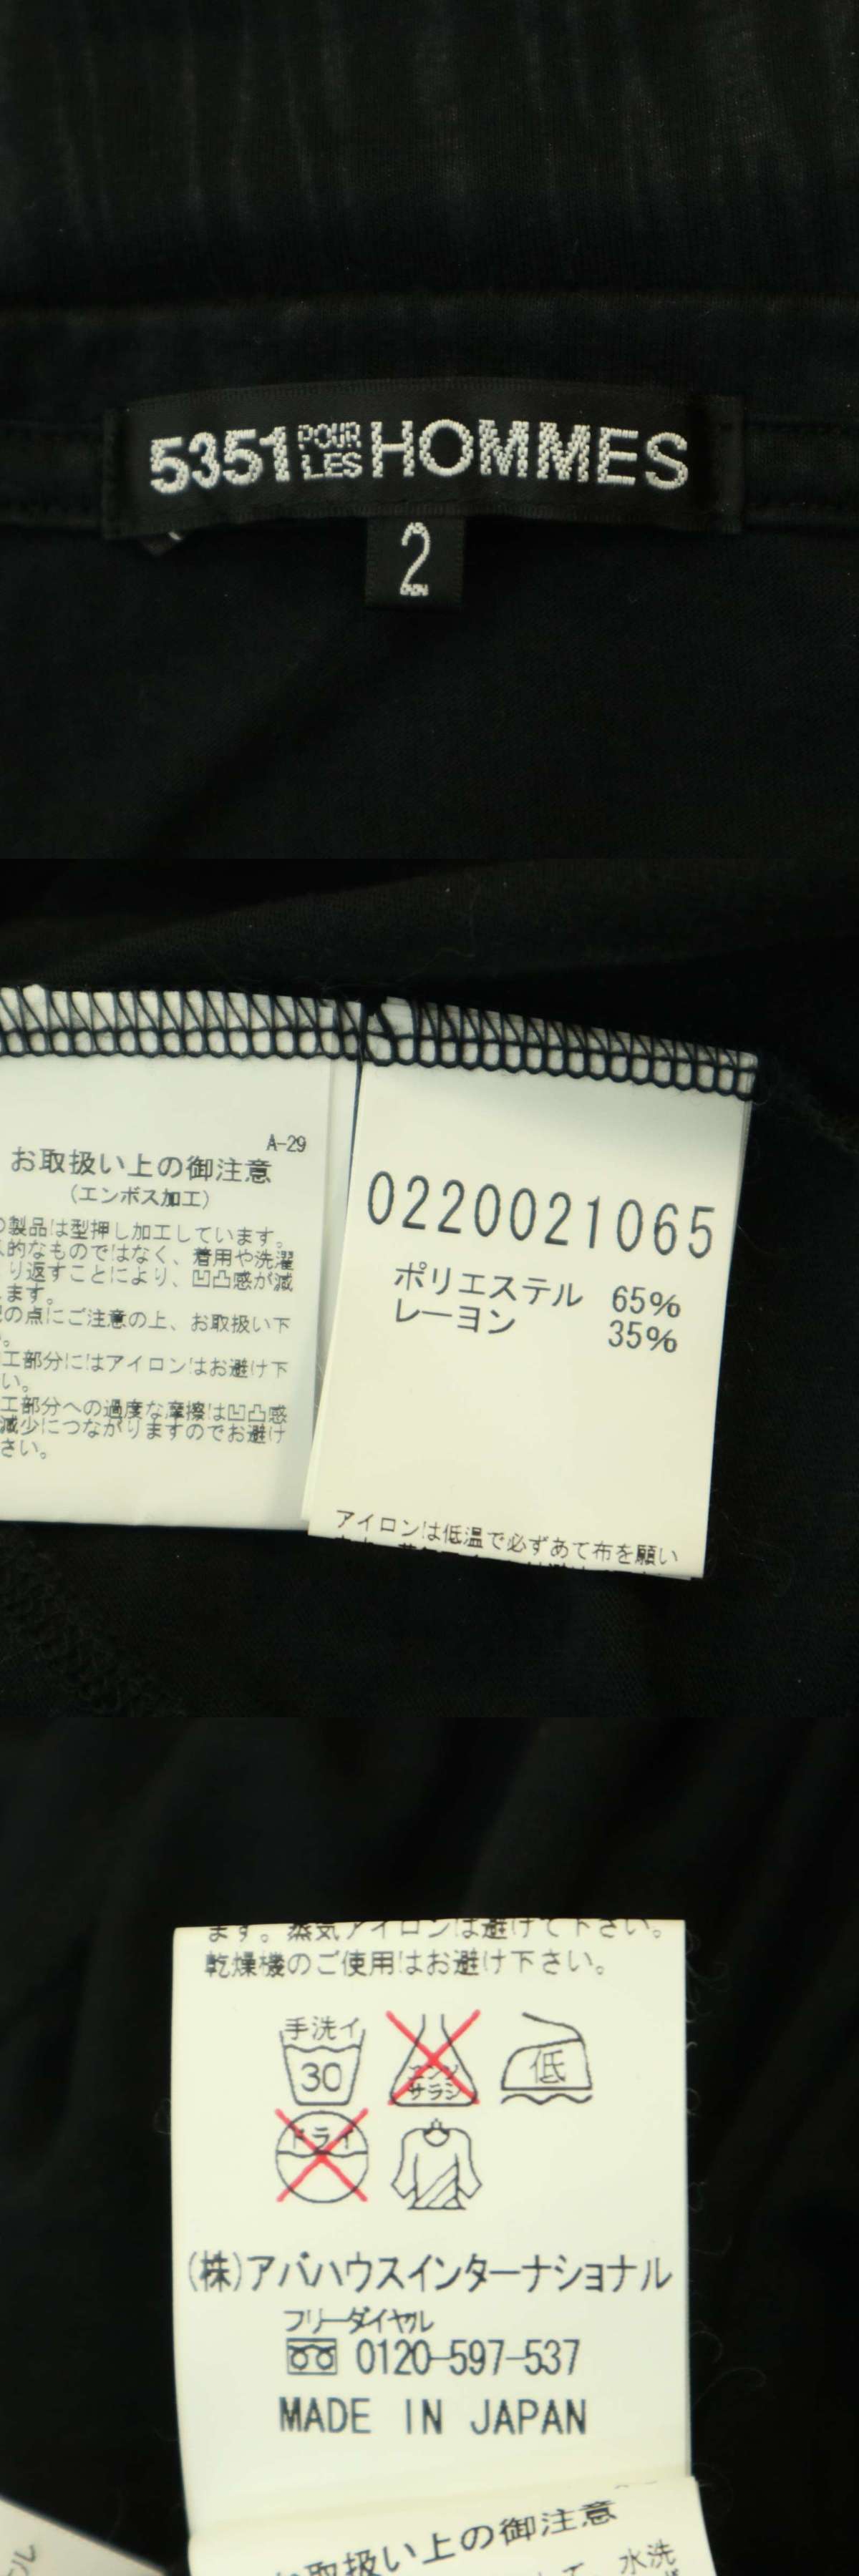 5351 POUR LES HOMMES
2
A-29
お取扱い上の御注意
(エンボス加工)
の製品は型押し加工しています。
的なものではなく、着用や洗濯
り返すことにより、凹凸感が減
ます。
の点にご注意の上、お取扱い下
。
工部分にはアイロンはお避け下
い。
工部分への過度な摩擦は凹凸感
減少につながりますのでお避け
さい。
0220021065
ポリエステル 65%
レーヨン 35%
アイロンは低温で必ずあて布を願い
ます。蒸気アイロンは避けて下さい。
乾燥機のご使用はお避け下さい。
手洗イ
30
エンソ
サラシ
低
ドライ
(株)アバハウスインターナショナル
フリーダイヤル
0120-597-537
MADE IN JAPAN
お取扱い上の御注意
水洗